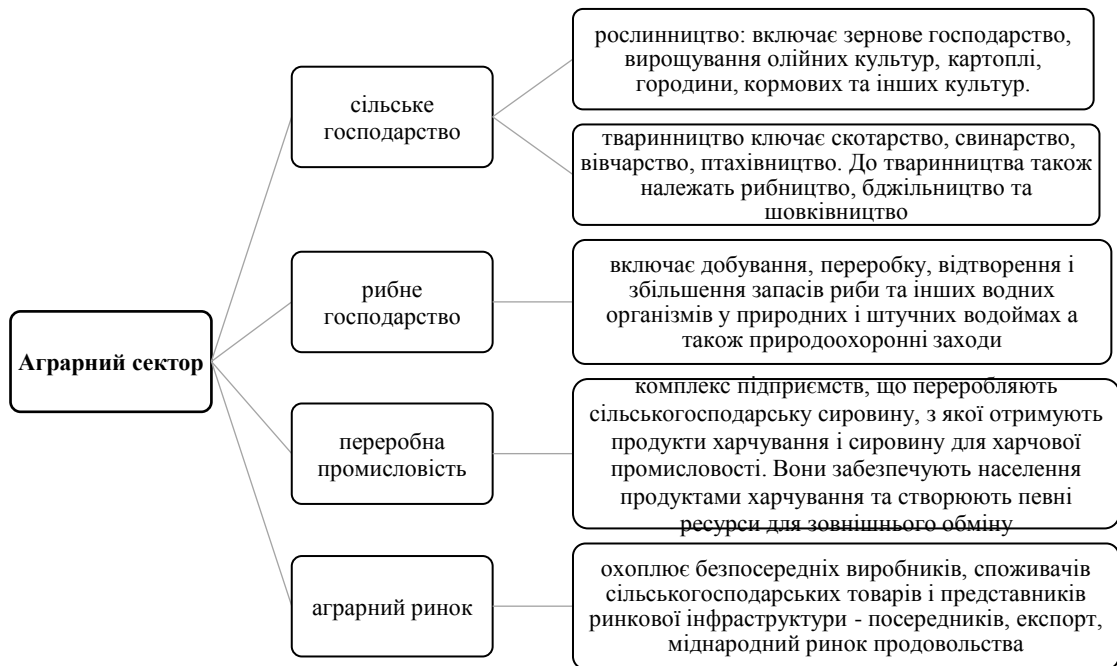 Аграрний сектор
сільське
господарство
рослинництво: включає зернове господарство,
вирощування олійних культур, картоплі,
городини, кормових та інших культур.
тваринництво ключає скотарство, свинарство,
вівчарство, птахівництво. До тваринництва також
належать рибництво, бджільництво та
шовківництво
рибне
господарство
включає добування, переробку, відтворення і
збільшення запасів риби та інших водних
організмів у природних і штучних водоймах а
також природоохоронні заходи
переробна
промисловість
комплекс підприємств, що переробляють
сільськогосподарську сировину, з якої отримують
продукти харчування і сировину для харчової
промисловості. Вони забезпечують населення
продуктами харчування та створюють певні
ресурси для зовнішнього обміну
аграрний ринок
охоплює безпосередніх виробників, споживачів
сільськогосподарських товарів і представників
ринкової інфраструктури - посередників, експорт,
міднародний ринок продовольства